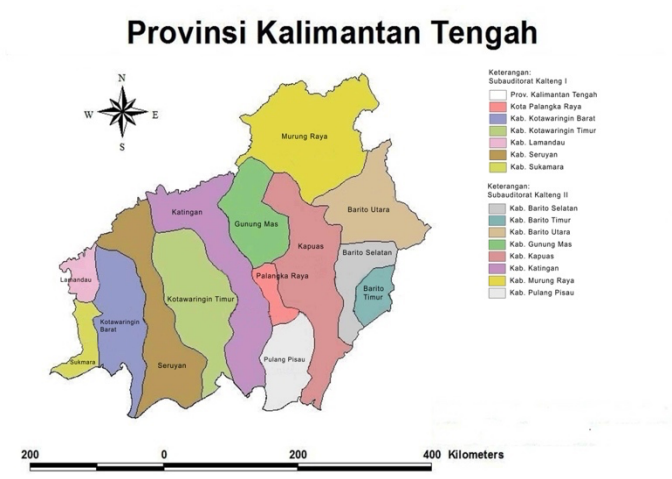 Provinsi Kalimantan Tengah
N
W E
S
Keterangan:
Subauditorat Kalteng I
Prov. Kalimantan Tengah
Kota Palangka Raya
Kab. Kotawaringin Barat
Kab. Kotawaringin Timur
Kab. Lamandau
Kab. Seruyan
Kab. Sukamara
Keterangan:
Subauditorat Kalteng II
Kab. Barito Selatan
Kab. Barito Timur
Kab. Barito Utara
Kab. Gunung Mas
Kab. Kapuas
Kab. Katingan
Kab. Murung Raya
Kab. Pulang Pisau
Murung Raya
Katingan
Barito Utara
Gunung Mas
Kapuas
Barito Selatan
Lamandau
Palangka Raya
Kotawaringin Timur
Barito
Timur
Kotawaringin
Barat
Sukmara
Seruyan
Pulang Pisau
200 0 200 400 Kilometers